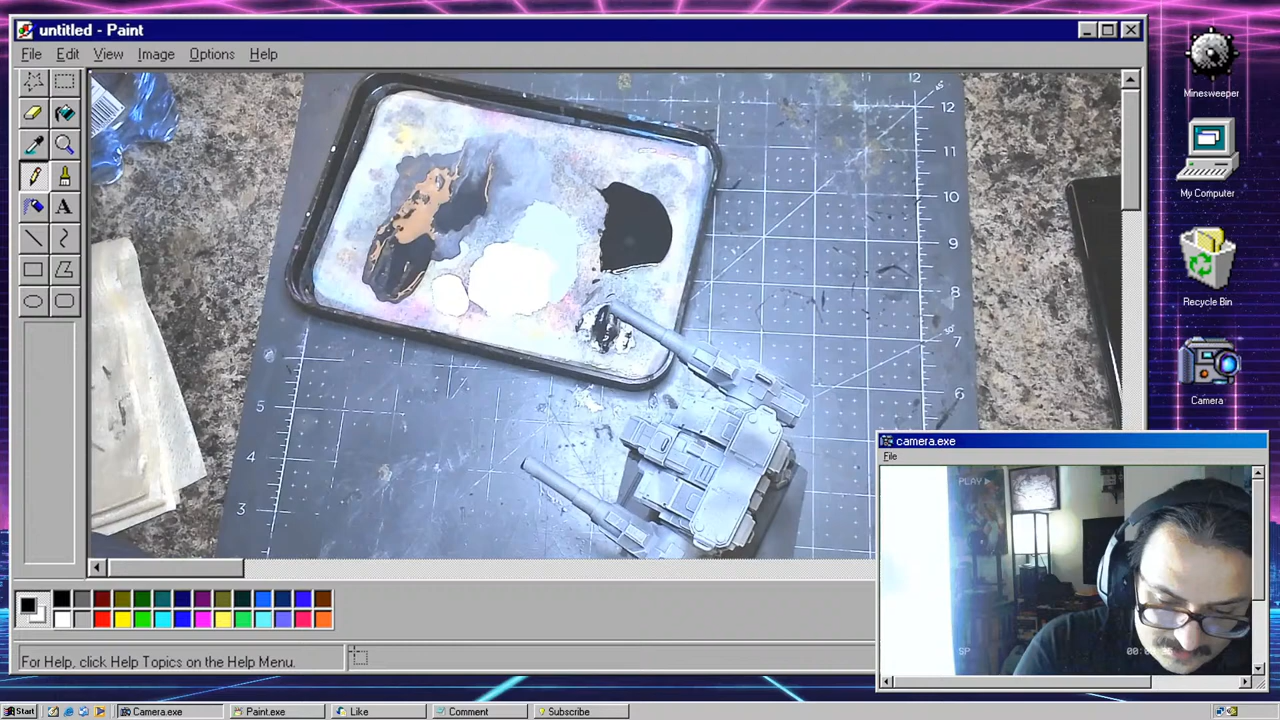 untitled - Paint
File Edit View Image Options Help
Minesweeper
My Computer
Recycle Bin
Camera
12
12
11
10
9
8
7
6
5
4
3
camera.exe
File
PLAY
SP
For Help, click Help Topics on the Help Menu.
Start Camera.exe Paint.exe Like Comment Subscribe